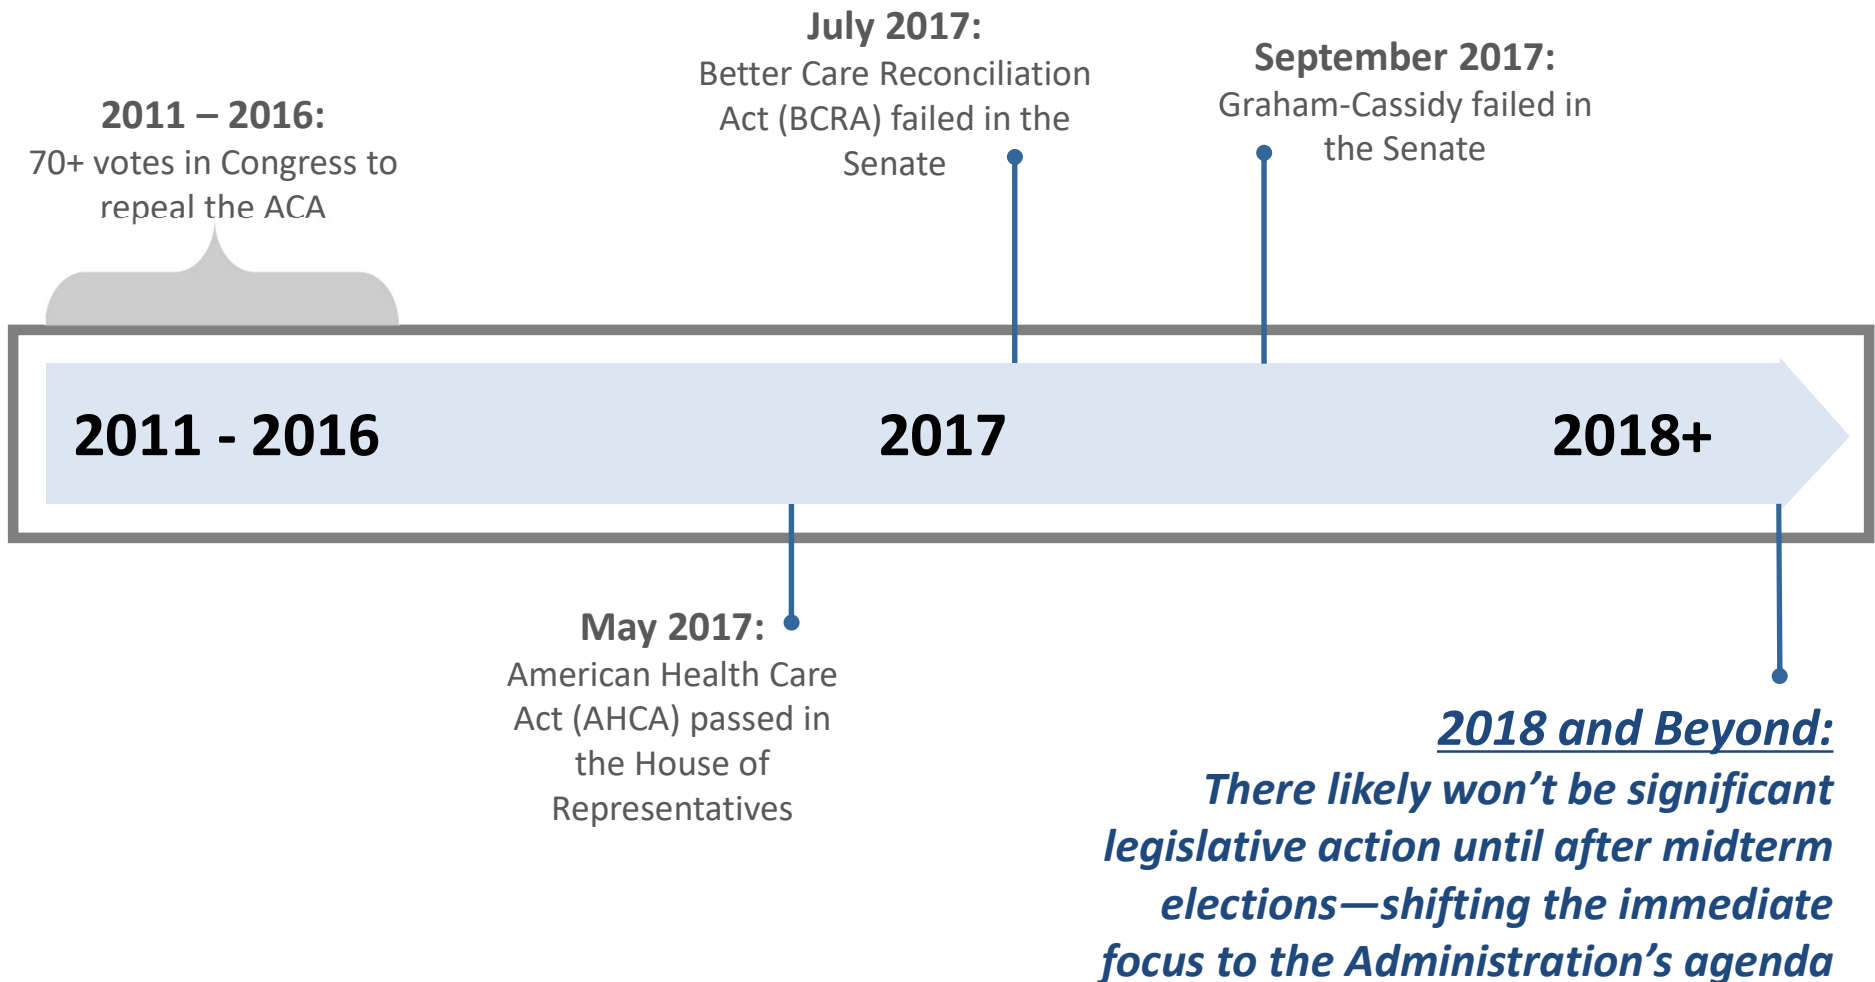 2011 – 2016:
70+ votes in Congress to
repeal the ACA
July 2017:
Better Care Reconciliation
Act (BCRA) failed in the
Senate
September 2017:
Graham-Cassidy failed in
the Senate
2011 - 2016
2017
2018+
May 2017:
American Health Care
Act (AHCA) passed in
the House of
Representatives
2018 and Beyond:
There likely won’t be significant
legislative action until after midterm
elections—shifting the immediate
focus to the Administration’s agenda